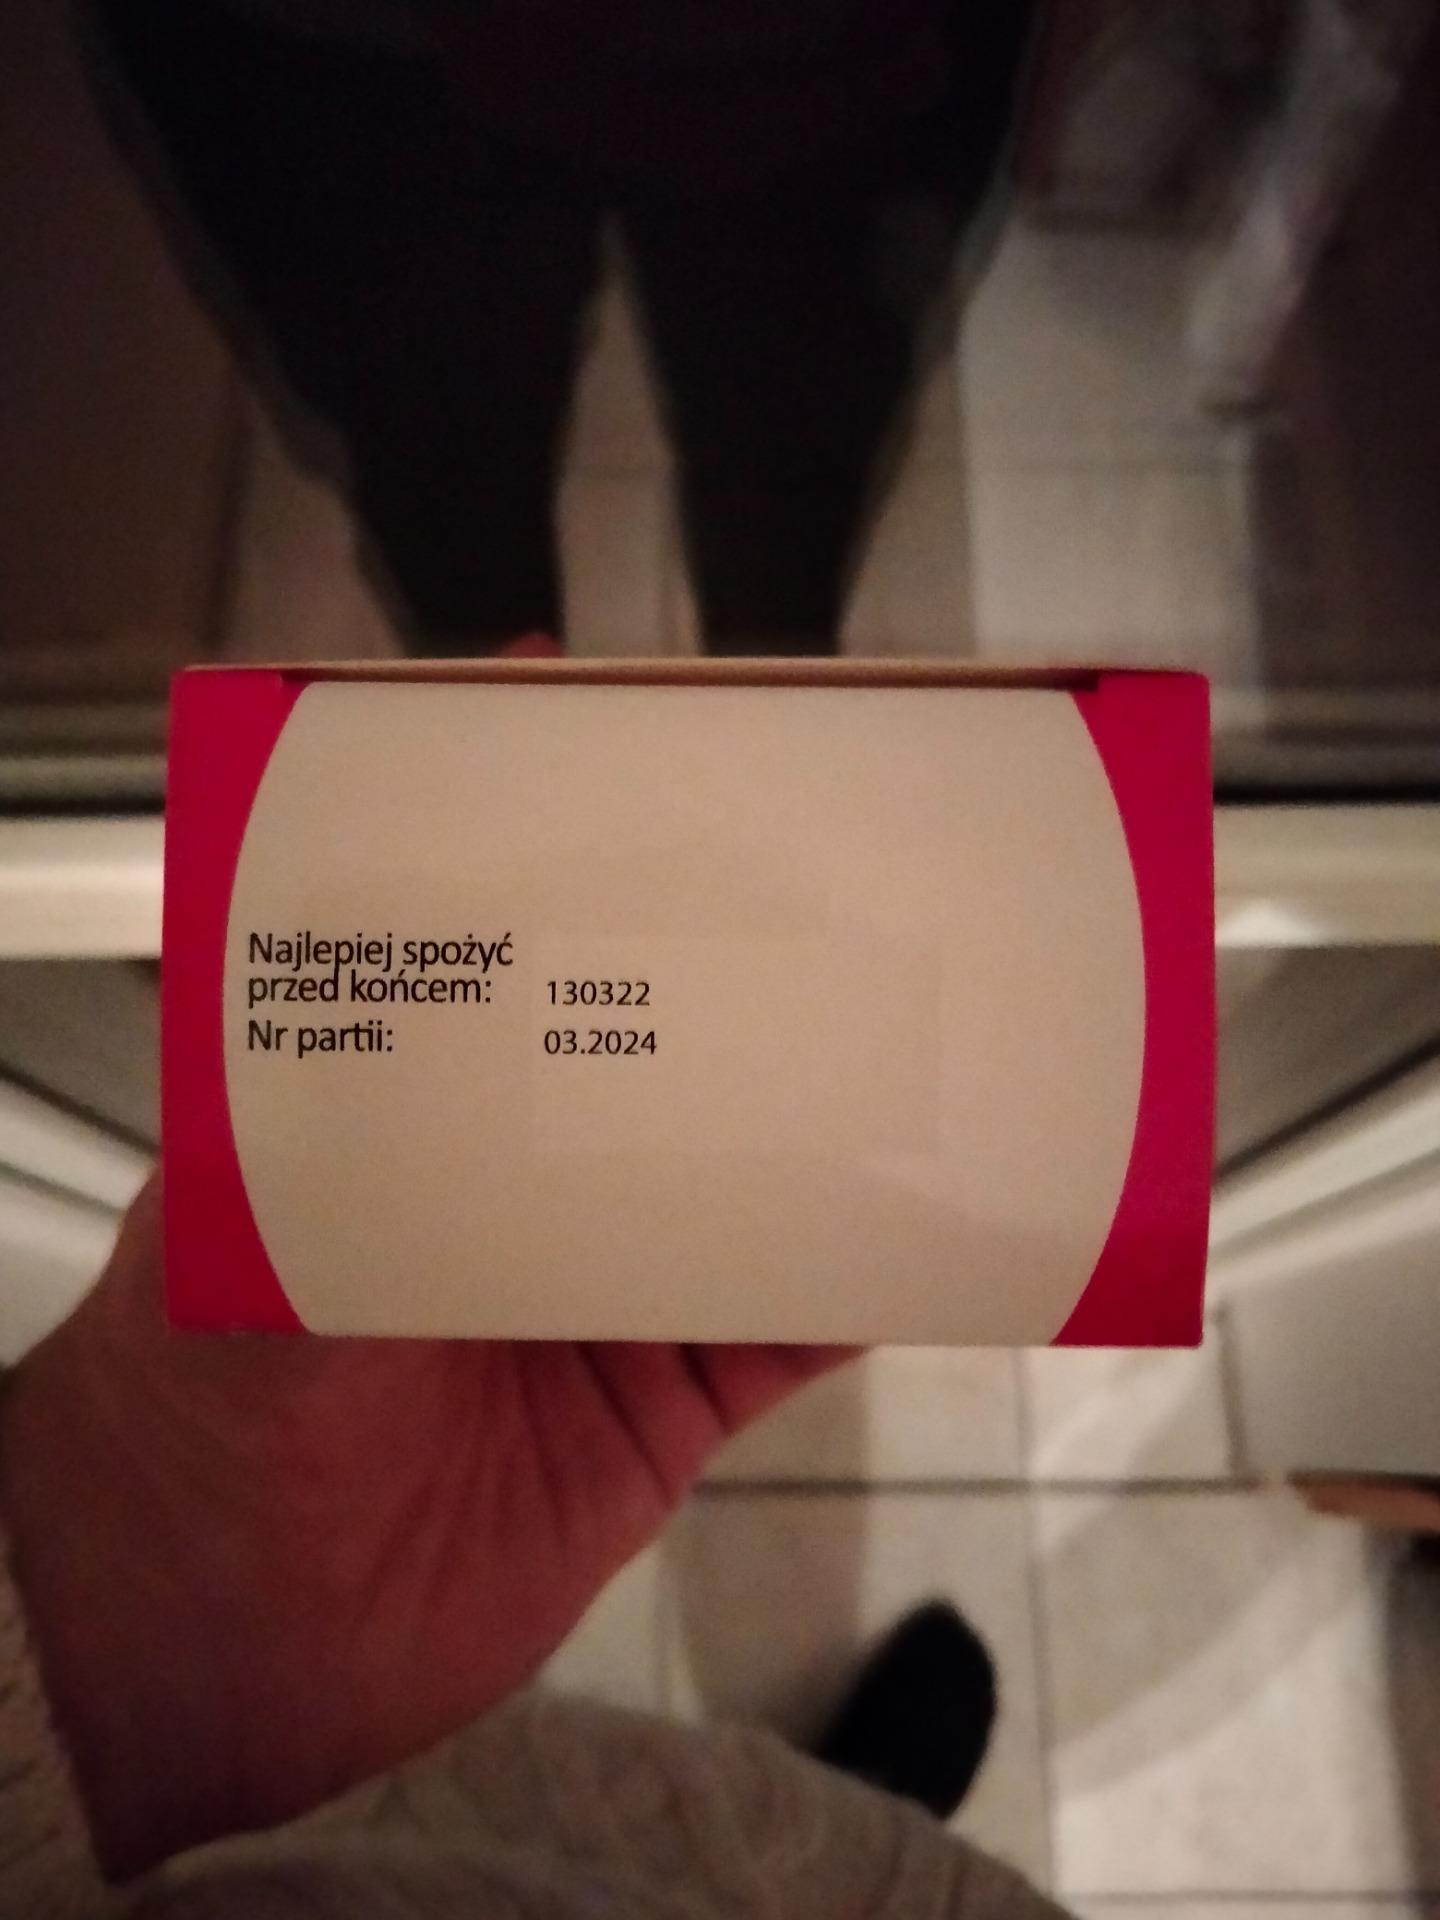 Najlepiej spożyć
przed końcem: 130322
Nr partii: 03.2024